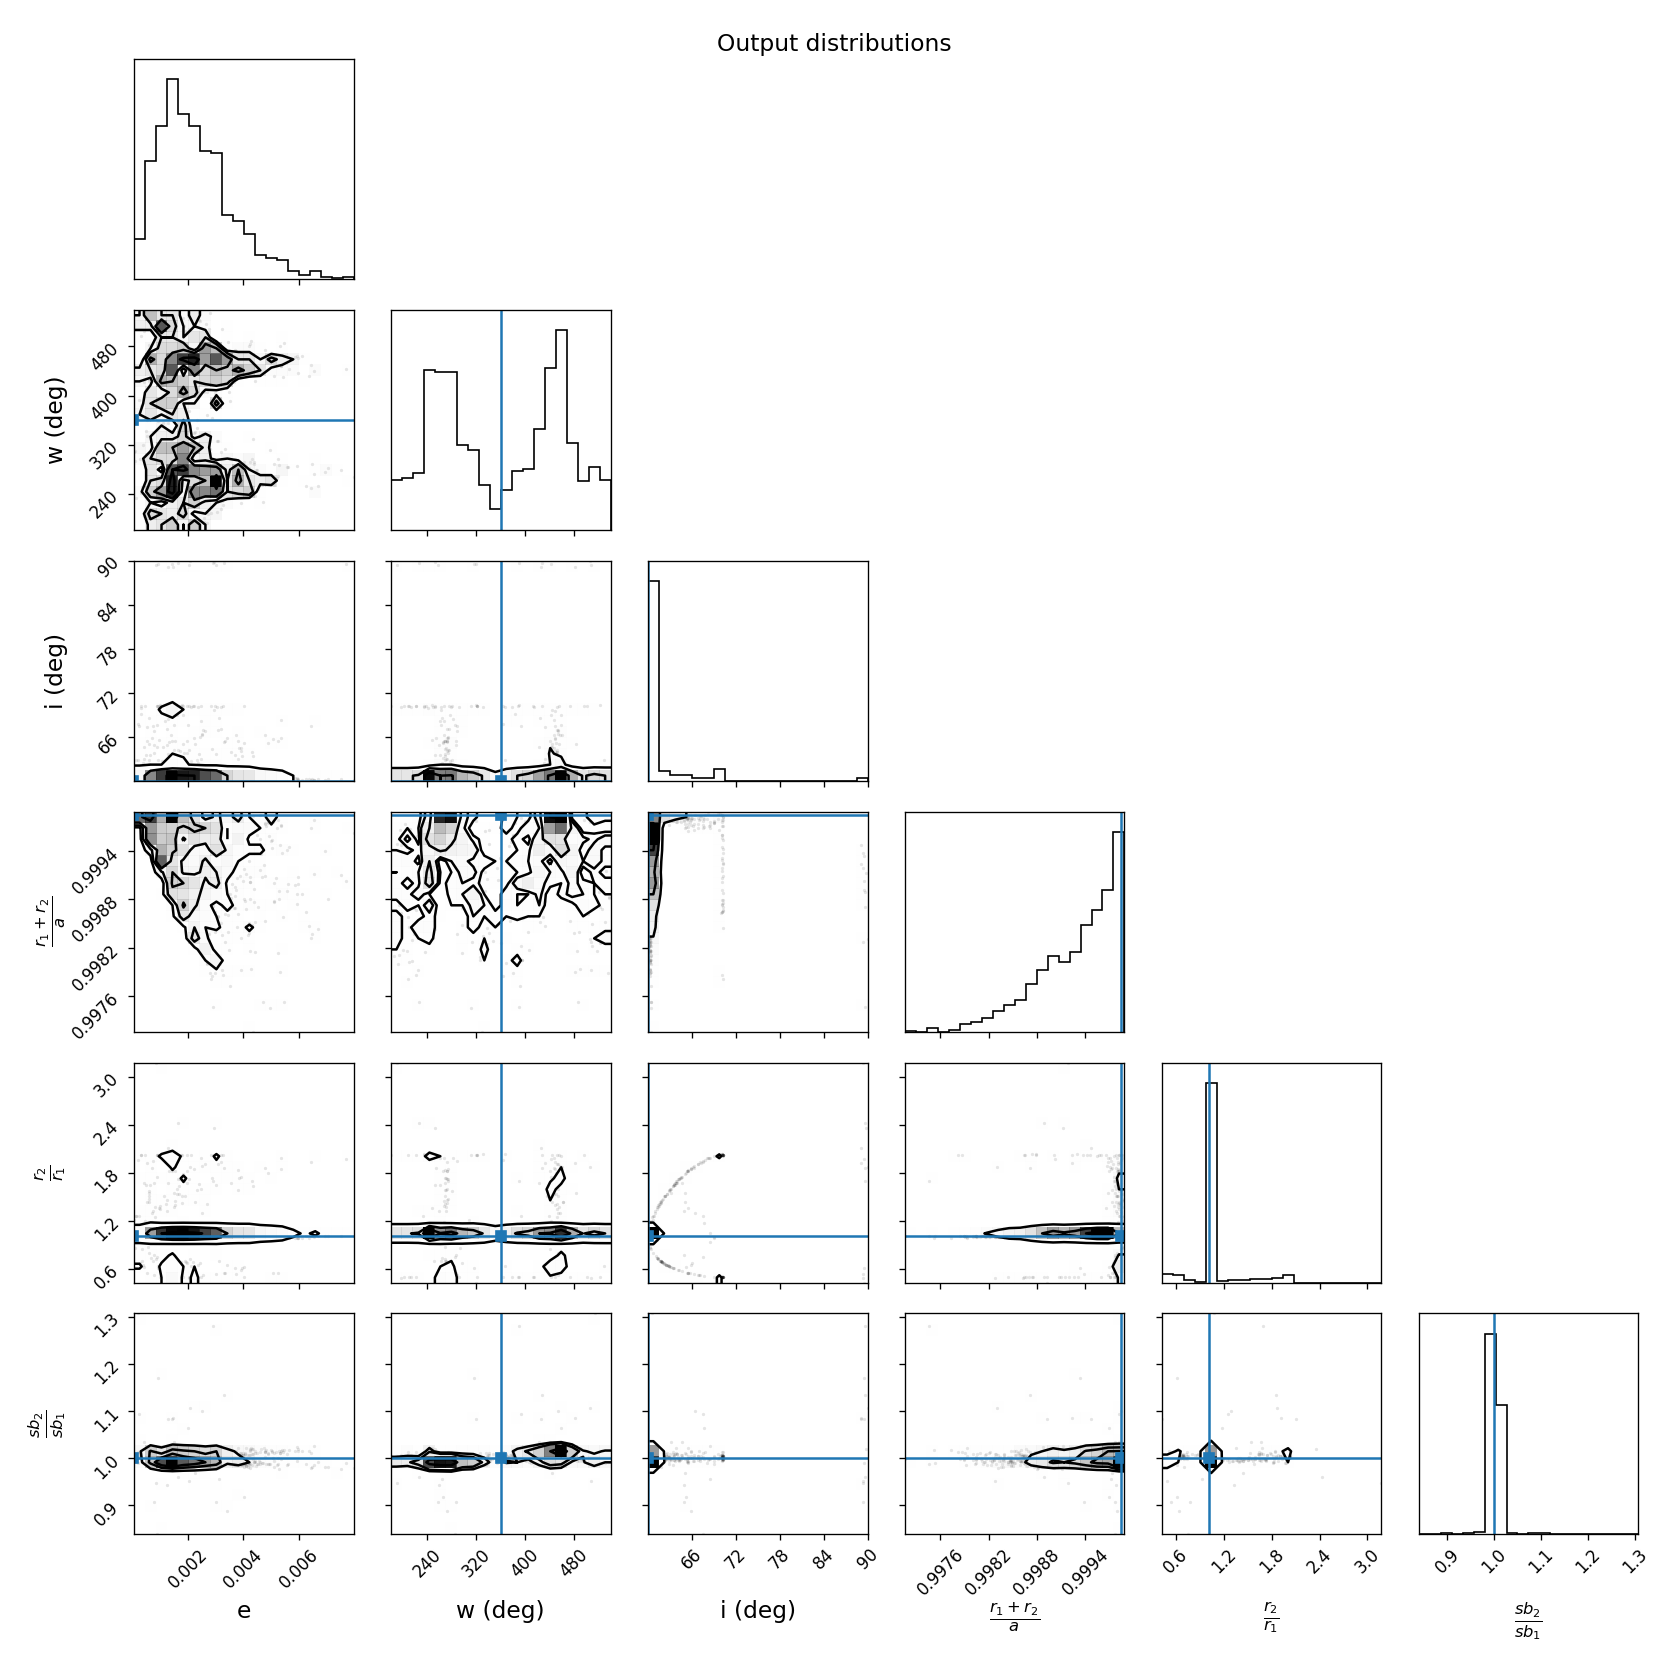 Output distributions
480
400
320
240
w (deg)
90
84
78
72
66
i (deg)
0.9994
0.9988
0.9982
0.9976
r₁ + r₂
a
3.0
2.4
1.8
1.2
0.6
r₂
r₁
1.3
1.2
1.1
1.0
0.9
sb₂
sb₁
0.002 0.004 0.006
240 320 400 480
66 72 78 84 90
0.9976 0.9982 0.9988 0.9994
0.6 1.2 1.8 2.4 3.0
0.9 1.0 1.1 1.2 1.3
e
w (deg)
i (deg)
r₁ + r₂
a
r₂
r₁
sb₂
sb₁